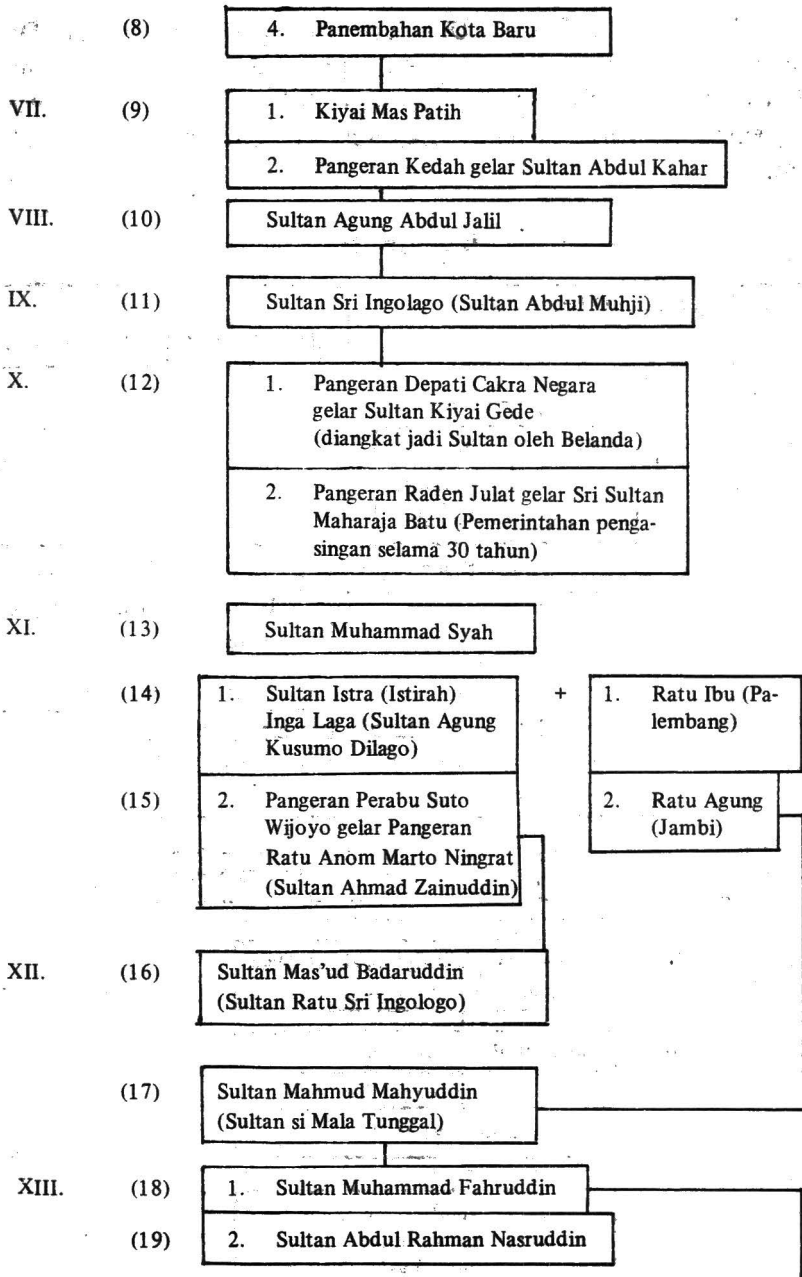 (8) 4. Panembahan Kota Baru
VII. (9) 1. Kiyai Mas Patih
2. Pangeran Kedah gelar Sultan Abdul Kahar
VIII. (10) Sultan Agung Abdul Jalil
IX. (11) Sultan Sri Ingolago (Sultan Abdul Muhji)
X. (12) 1. Pangeran Depati Cakra Negara
gelar Sultan Kiyai Gede
(diangkat jadi Sultan oleh Belanda)
2. Pangeran Raden Julat gelar Sri Sultan
Maharaja Batu (Pemerintahan penga-
singan selama 30 tahun)
XI. (13) Sultan Muhammad Syah
(14) 1. Sultan Istra (Istirah) + 1. Ratu Ibu (Pa-
Inga Laga (Sultan Agung lembang)
Kusumo Dilago)
(15) 2. Pangeran Perabu Suto 2. Ratu Agung
Wijoyo gelar Pangeran (Jambi)
Ratu Anom Marto Ningrat
(Sultan Ahmad Zainuddin)
XII. (16) Sultan Mas'ud Badaruddin
(Sultan Ratu Sri Ingologo)
(17) Sultan Mahmud Mahyuddin
(Sultan si Mala Tunggal)
XIII. (18) 1. Sultan Muhammad Fahruddin
(19) 2. Sultan Abdul Rahman Nasruddin